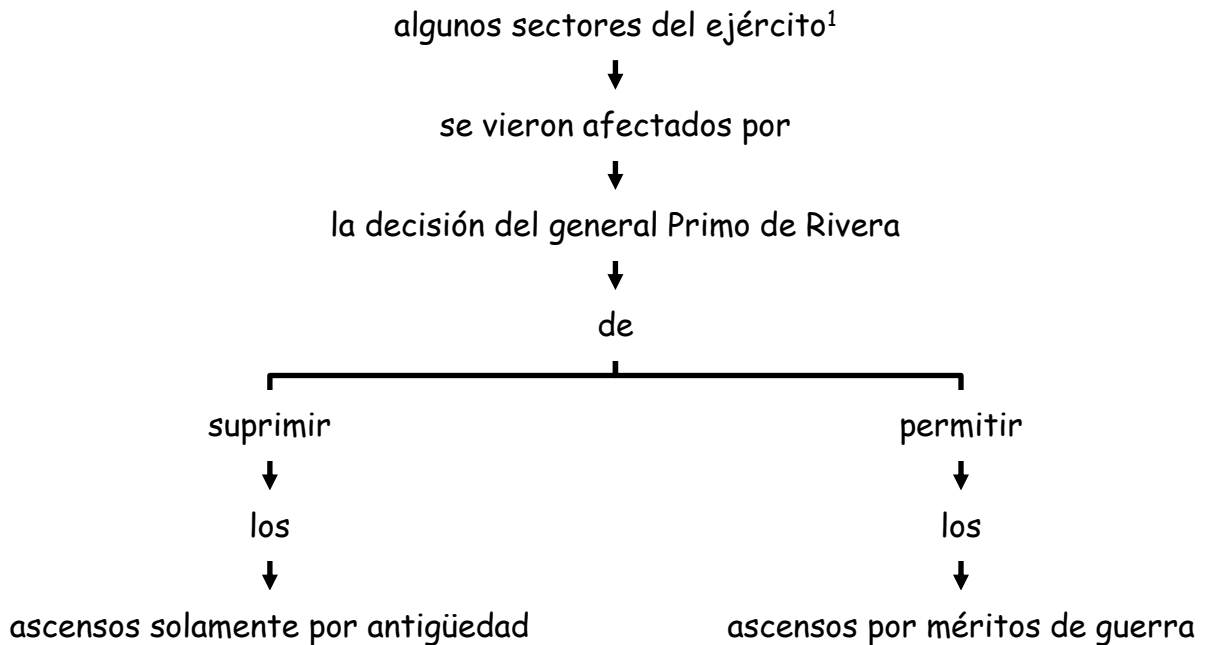 algunos sectores del ejército¹
se vieron afectados por
la decisión del general Primo de Rivera
de
suprimir
permitir
los
los
ascensos solamente por antigüedad
ascensos por méritos de guerra